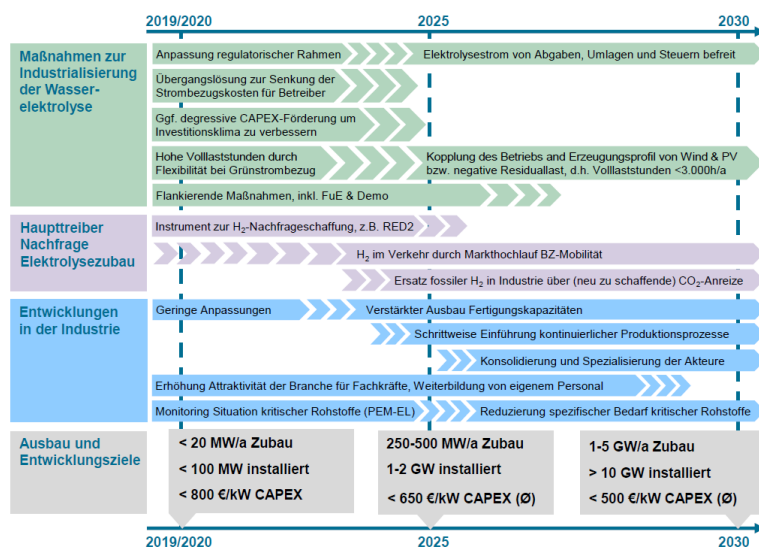 2019/2020 2025 2030
Maßnahmen zur
Industrialisierung
der Wasser-
elektrolyse
Anpassung regulatorischer Rahmen
Elektrolysestrom von Abgaben, Umlagen und Steuern befreit
Übergangslösung zur Senkung der
Strombezugskosten für Betreiber
Ggf. degressive CAPEX-Förderung um
Investitionsklima zu verbessern
Hohe Volllaststunden durch
Flexibilität bei Grünstrombezug
Kopplung des Betriebs and Erzeugungsprofil von Wind & PV
bzw. negative Residuallast, d.h. Volllaststunden <3.000h/a
Flankierende Maßnahmen, inkl. FuE & Demo
Haupttreiber
Nachfrage
Elektrolysezubau
Instrument zur H₂-Nachfrageschaffung, z.B. RED2
H₂ im Verkehr durch Markthochlauf BZ-Mobilität
Ersatz fossiler H₂ in Industrie über (neu zu schaffende) CO₂-Anreize
Entwicklungen
in der Industrie
Geringe Anpassungen
Verstärkter Ausbau Fertigungskapazitäten
Schrittweise Einführung kontinuierlicher Produktionsprozesse
Konsolidierung und Spezialisierung der Akteure
Erhöhung Attraktivität der Branche für Fachkräfte, Weiterbildung von eigenem Personal
Monitoring Situation kritischer Rohstoffe (PEM-EL)
Reduzierung spezifischer Bedarf kritischer Rohstoffe
Ausbau und
Entwicklungsziele
< 20 MW/a Zubau
< 100 MW installiert
< 800 €/kW CAPEX
250-500 MW/a Zubau
1-2 GW installiert
< 650 €/kW CAPEX (Ø)
1-5 GW/a Zubau
> 10 GW installiert
< 500 €/kW CAPEX (Ø)
2019/2020 2025 2030